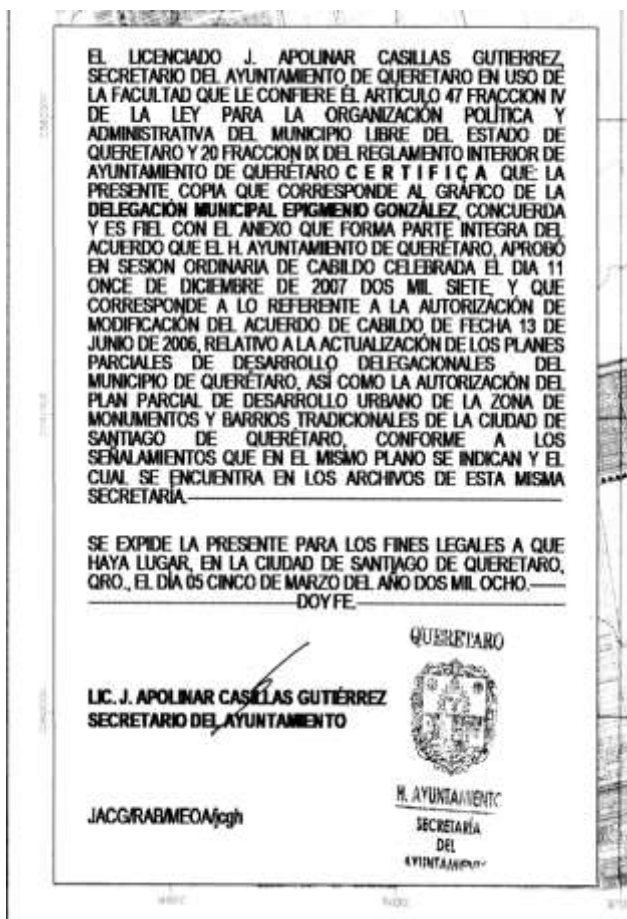 EL LICENCIADO J. APOLINAR CASILLAS GUTIERREZ,
SECRETARIO DEL AYUNTAMIENTO DE QUERETARO EN USO DE
LA FACULTAD QUE LE CONFIERE ÉL ARTICULO 47 FRACCION IV
DE LA LEY PARA LA ORGANIZACIÓN POLÍTICA Y
ADMINISTRATIVA DEL MUNICIPIO LIBRE DEL ESTADO DE
QUERETARO Y 20 FRACCION IX DEL REGLAMENTO INTERIOR DE
AYUNTAMIENTO DE QUERÉTARO C E R T I F I C A QUE: LA
PRESENTE COPIA QUE CORRESPONDE AL GRÁFICO DE LA
DELEGACIÓN MUNICIPAL EPIGMENIO GONZÁLEZ, CONCUERDA
Y ES FIEL CON EL ANEXO QUE FORMA PARTE INTEGRA DEL
ACUERDO QUE EL H. AYUNTAMIENTO DE QUERÉTARO, APROBÓ
EN SESION ORDINARIA DE CABILDO CELEBRADA EL DIA 11
ONCE DE DICIEMBRE DE 2007 DOS MIL SIETE, Y QUE
CORRESPONDE A LO REFERENTE A LA AUTORIZACIÓN DE
MODIFICACIÓN DEL ACUERDO DE CABILDO DE FECHA 13 DE
JUNIO DE 2006, RELATIVO A LA ACTUALIZACIÓN DE LOS PLANES
PARCIALES DE DESARROLLO DELEGACIONALES DEL
MUNICIPIO DE QUERÉTARO, ASÍ COMO LA AUTORIZACIÓN DEL
PLAN PARCIAL DE DESARROLLO URBANO DE LA ZONA DE
MONUMENTOS Y BARRIOS TRADICIONALES DE LA CIUDAD DE
SANTIAGO DE QUERÉTARO, CONFORME A LOS
SEÑALAMIENTOS QUE EN EL MISMO PLANO SE INDICAN Y EL
CUAL SE ENCUENTRA EN LOS ARCHIVOS DE ESTA MISMA
SECRETARÍA.
SE EXPIDE LA PRESENTE PARA LOS FINES LEGALES A QUE
HAYA LUGAR, EN LA CIUDAD DE SANTIAGO DE QUERETARO,
QRO., EL DÍA 05 CINCO DE MARZO DEL AÑO DOS MIL OCHO.
DOY FE.
QUERETARO
LIC. J. APOLINAR CASILLAS GUTIÉRREZ
SECRETARIO DEL AYUNTAMIENTO
H. AYUNTAMIENTO
SECRETARÍA
DEL
AYUNTAMIENTO
JACG/RAB/MEOA/jcgh